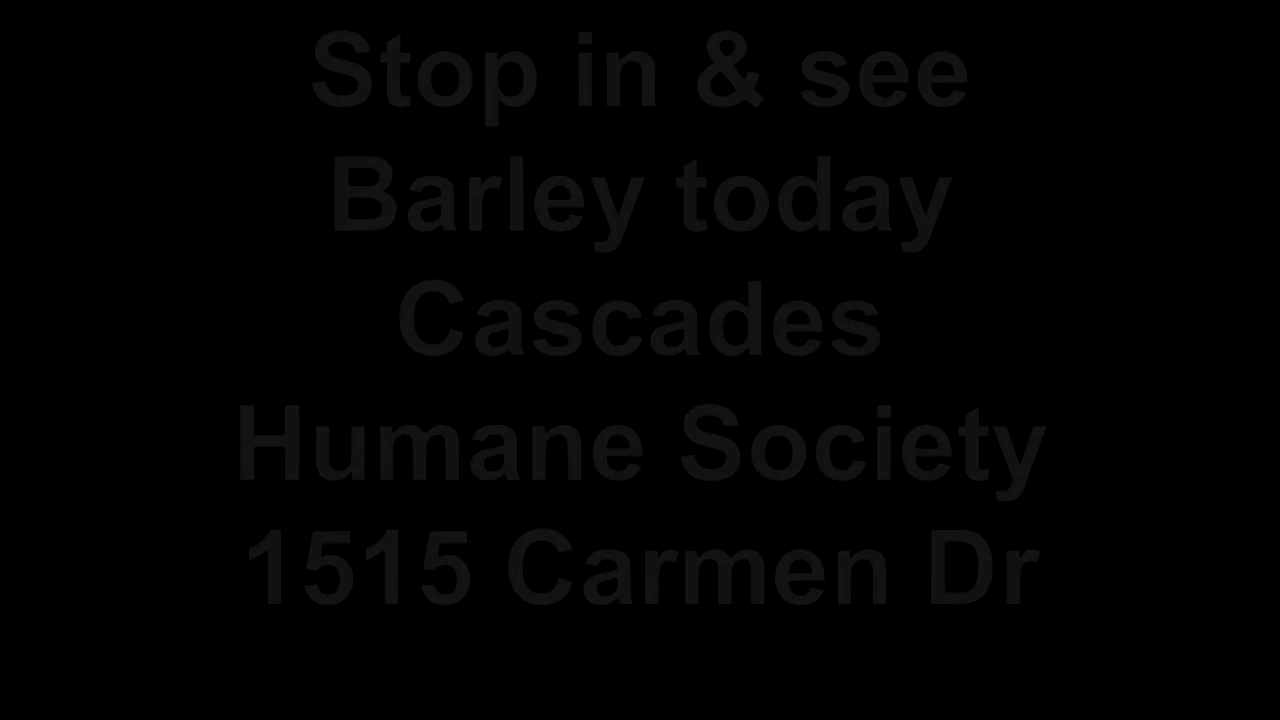 Stop in & see
Barley today
Cascades
Humane Society
1515 Carmen Dr